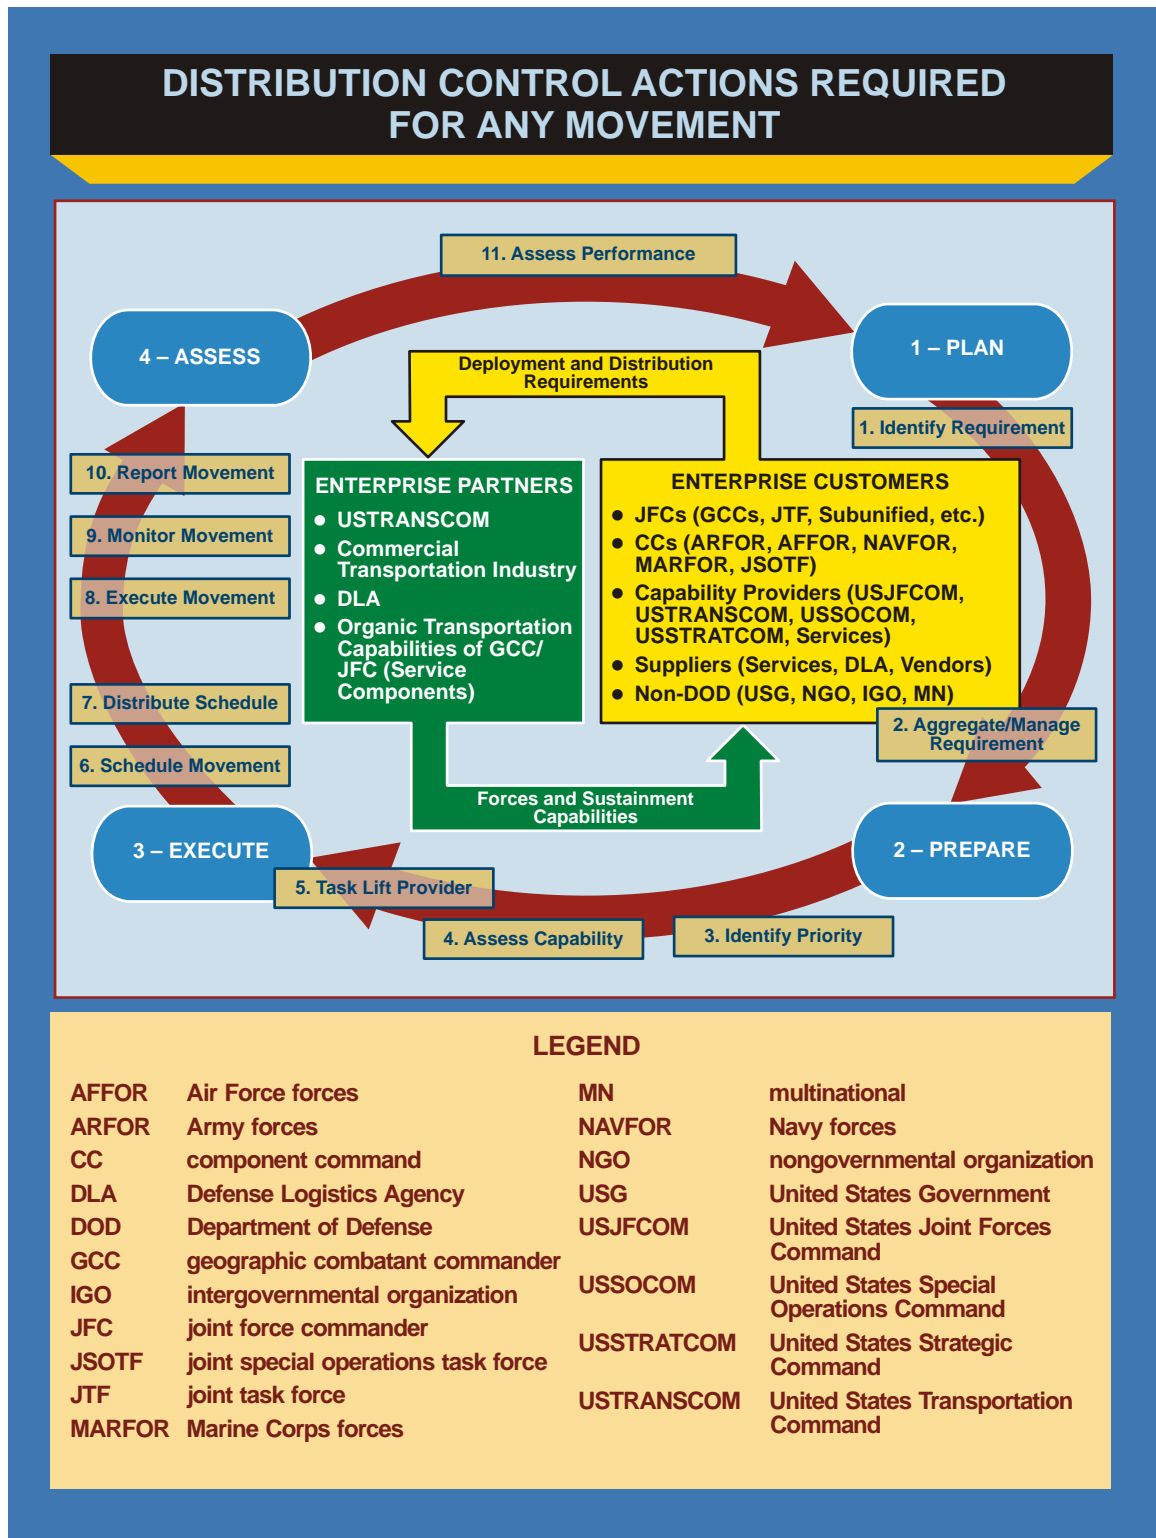 DISTRIBUTION CONTROL ACTIONS REQUIRED
FOR ANY MOVEMENT
11. Assess Performance
4 – ASSESS
1 – PLAN
Deployment and Distribution
Requirements
1. Identify Requirement
10. Report Movement
9. Monitor Movement
8. Execute Movement
7. Distribute Schedule
6. Schedule Movement
ENTERPRISE PARTNERS
● USTRANSCOM
● Commercial
Transportation Industry
● DLA
● Organic Transportation
Capabilities of GCC/
JFC (Service
Components)
ENTERPRISE CUSTOMERS
● JFCs (GCCs, JTF, Subunified, etc.)
● CCs (ARFOR, AFFOR, NAVFOR,
MARFOR, JSOTF)
● Capability Providers (USJFCOM,
USTRANSCOM, USSOCOM,
USSTRATCOM, Services)
● Suppliers (Services, DLA, Vendors)
● Non-DOD (USG, NGO, IGO, MN)
2. Aggregate/Manage
Requirement
Forces and Sustainment
Capabilities
3 – EXECUTE
2 – PREPARE
5. Task Lift Provider
4. Assess Capability
3. Identify Priority
LEGEND
AFFOR Air Force forces
ARFOR Army forces
CC component command
DLA Defense Logistics Agency
DOD Department of Defense
GCC geographic combatant commander
IGO intergovernmental organization
JFC joint force commander
JSOTF joint special operations task force
JTF joint task force
MARFOR Marine Corps forces
MN multinational
NAVFOR Navy forces
NGO nongovernmental organization
USG United States Government
USJFCOM United States Joint Forces
Command
USSOCOM United States Special
Operations Command
USSTRATCOM United States Strategic
Command
USTRANSCOM United States Transportation
Command